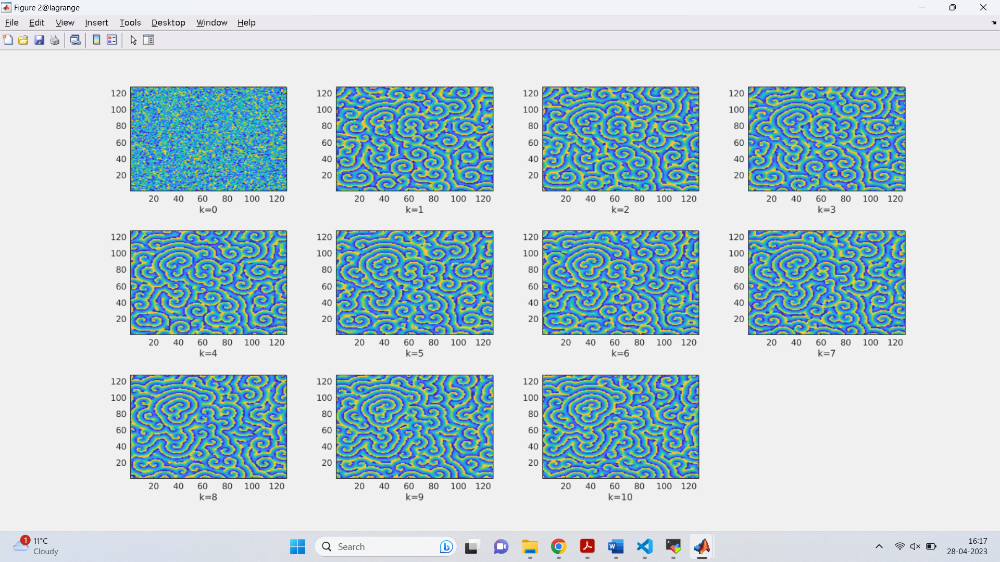 Figure 2@lagrange
File Edit View Insert Tools Desktop Window Help
120 120 120 120
100 100 100 100
80 80 80 80
60 60 60 60
40 40 40 40
20 20 20 20
20 40 60 80 100 120 20 40 60 80 100 120 20 40 60 80 100 120 20 40 60 80 100 120
k=0 k=1 k=2 k=3
120 120 120 120
100 100 100 100
80 80 80 80
60 60 60 60
40 40 40 40
20 20 20 20
20 40 60 80 100 120 20 40 60 80 100 120 20 40 60 80 100 120 20 40 60 80 100 120
k=4 k=5 k=6 k=7
120 120 120
100 100 100
80 80 80
60 60 60
40 40 40
20 20 20
20 40 60 80 100 120 20 40 60 80 100 120 20 40 60 80 100 120
k=8 k=9 k=10
1 11°C
Cloudy
Search
W
>_
16:17
28-04-2023